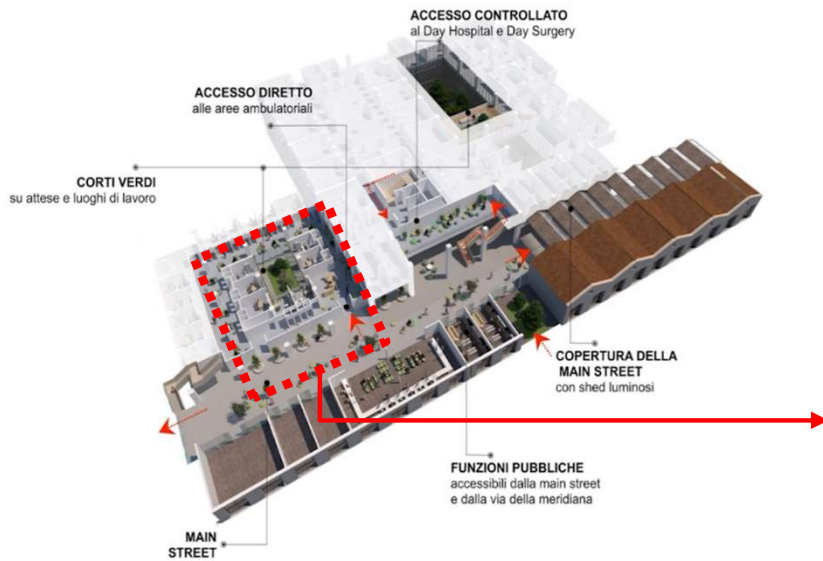 ACCESSO CONTROLLATO
al Day Hospital e Day Surgery
ACCESSO DIRETTO
alle aree ambulatoriali
CORTI VERDI
su attese e luoghi di lavoro
COPERTURA DELLA
MAIN STREET
con shed luminosi
FUNZIONI PUBBLICHE
accessibili dalla main street
e dalla via della meridiana
MAIN
STREET